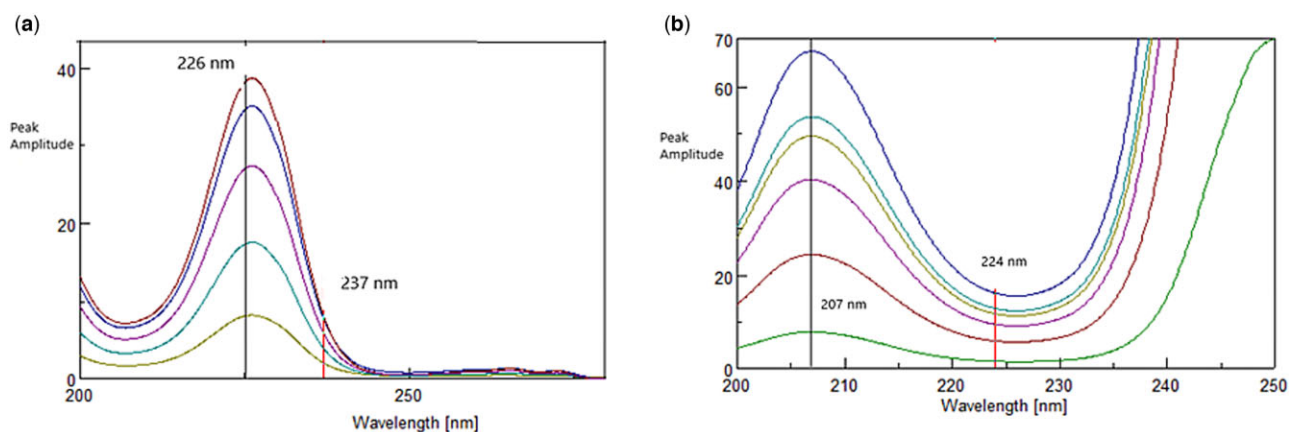 (a)
40
226 nm
Peak
Amplitude
20
237 nm
0
200
250
Wavelength [nm]
(b)
70
60
Peak
Amplitude
40
20
224 nm
207 nm
0
200
210
220
230
240
250
Wavelength [nm]